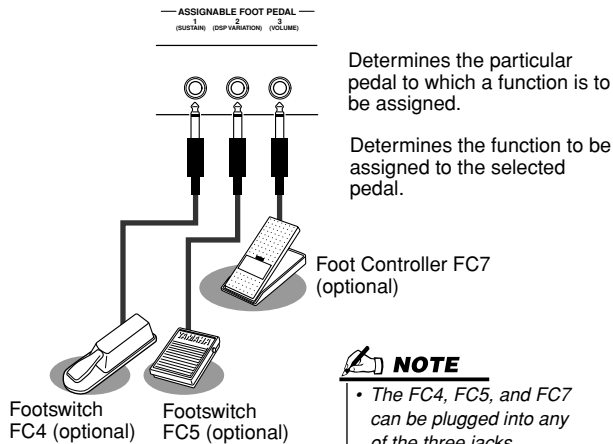 ASSIGNABLE FOOT PEDAL
1 2 3
(SUSTAIN) (DSP VARIATION) (VOLUME)
Determines the particular
pedal to which a function is to
be assigned.
Determines the function to be
assigned to the selected
pedal.
Foot Controller FC7
(optional)
YAMAHA
Footswitch
FC4 (optional)
Footswitch
FC5 (optional)
NOTE
• The FC4, FC5, and FC7
can be plugged into any
of the three jacks